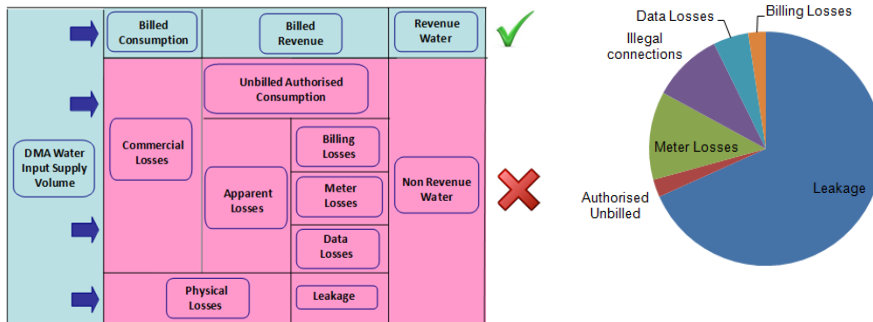 Billed
Consumption
Billed
Revenue
Revenue
Water
Unbilled Authorised
Consumption
DMA Water
Input Supply
Volume
Commercial
Losses
Apparent
Losses
Billing
Losses
Meter
Losses
Data
Losses
Non Revenue
Water
Physical
Losses
Leakage
Data Losses
Billing Losses
Illegal
connections
Meter Losses
Authorised
Unbilled
Leakage